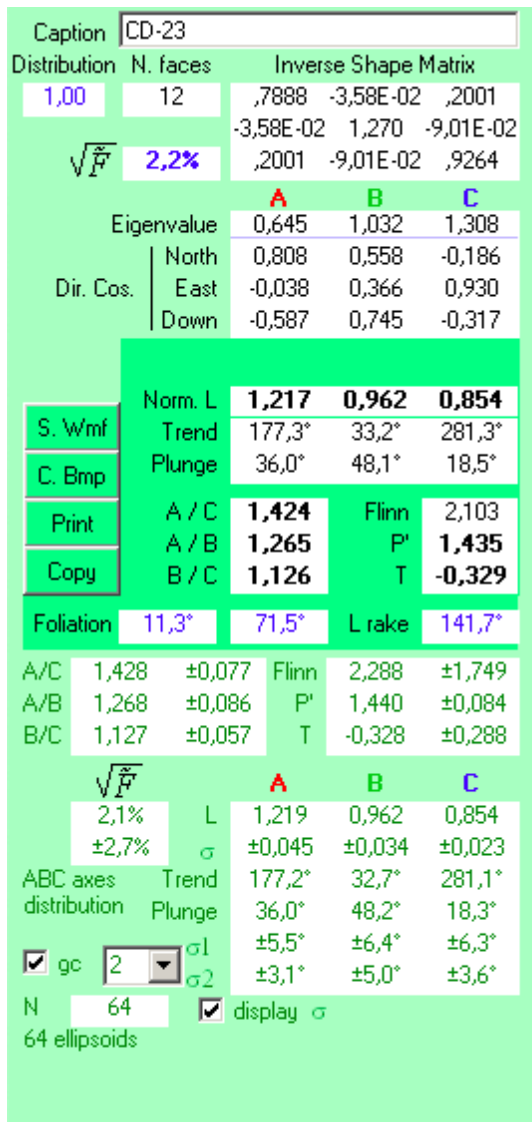 Caption CD-23
Distribution N. faces Inverse Shape Matrix
1,00 12 ,7888 -3,58E-02 ,2001
-3,58E-02 1,270 -9,01E-02
√F̃ 2,2% ,2001 -9,01E-02 ,9264
A B C
Eigenvalue 0,645 1,032 1,308
North 0,808 0,558 -0,186
Dir. Cos. East -0,038 0,366 0,930
Down -0,587 0,745 -0,317
Norm. L 1,217 0,962 0,854
S. Wmf Trend 177,3° 33,2° 281,3°
C. Bmp Plunge 36,0° 48,1° 18,5°
Print A / C 1,424 Flinn 2,103
A / B 1,265 P' 1,435
Copy B / C 1,126 T -0,329
Foliation 11,3° 71,5° L rake 141,7°
A/C 1,428 ±0,077 Flinn 2,288 ±1,749
A/B 1,268 ±0,086 P' 1,440 ±0,084
B/C 1,127 ±0,057 T -0,328 ±0,288
√F̃ A B C
2,1% L 1,219 0,962 0,854
±2,7% σ ±0,045 ±0,034 ±0,023
ABC axes Trend 177,2° 32,7° 281,1°
distribution Plunge 36,0° 48,2° 18,3°
gc 2 σ1 ±5,5° ±6,4° ±6,3°
σ2 ±3,1° ±5,0° ±3,6°
N 64 display σ
64 ellipsoids